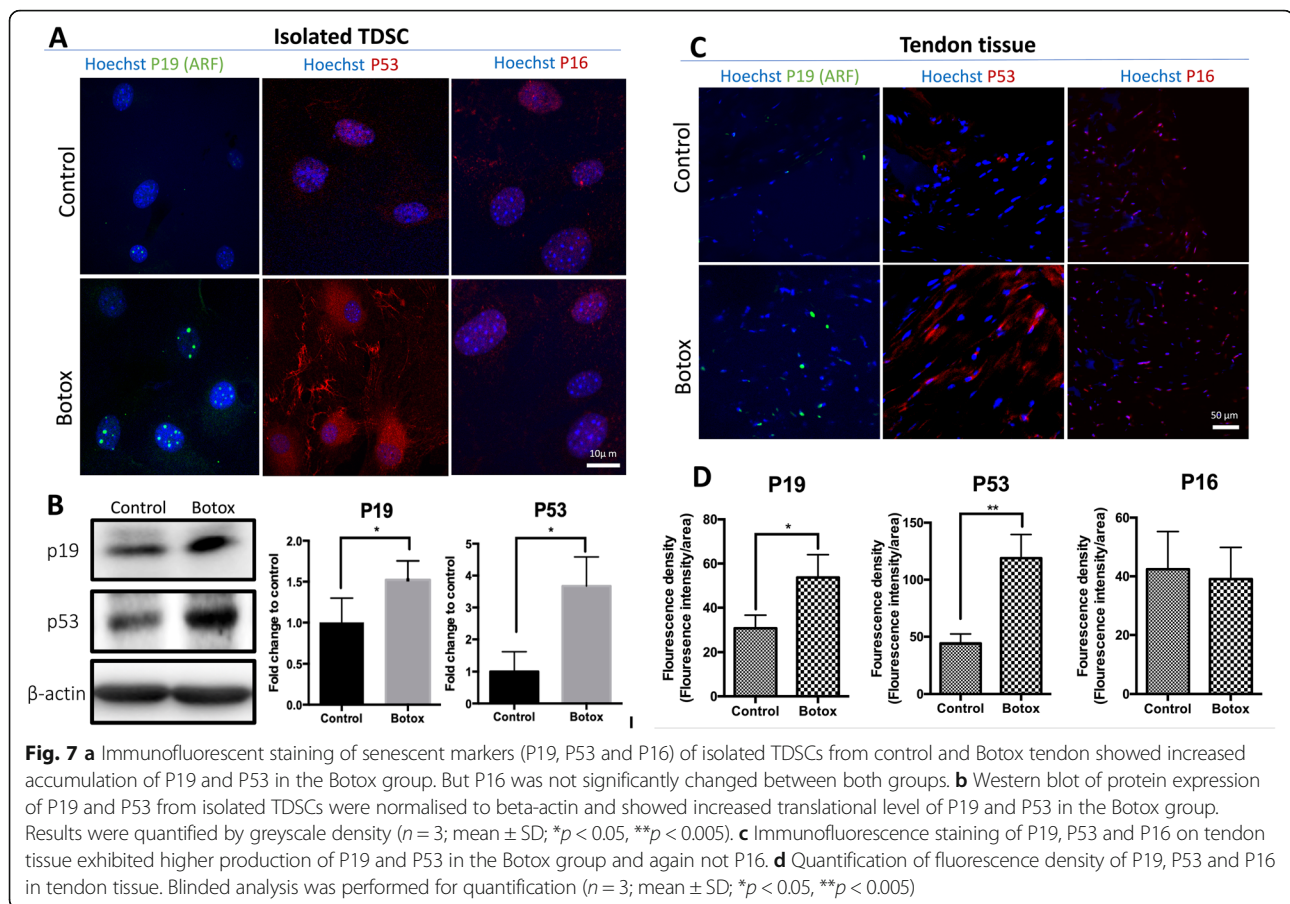 A
Isolated TDSC
Hoechst P19 (ARF)
Hoechst P53
Hoechst P16
Control
Botox
10µ m
C
Tendon tissue
Hoechst P19 (ARF)
Hoechst P53
Hoechst P16
Control
Botox
50 µm
B
Control
Botox
p19
p53
β-actin
P19
Fold change to control
2.0
1.5
1.0
0.5
0.0
*
Control
Botox
P53
Fold change to control
5
4
3
2
1
0
*
Control
Botox
D
P19
Fourescence density
(Flourescence intensity/area)
80
60
40
20
0
*
Control
Botox
P53
Fourescence density
(Flourescence intensity/area)
150
100
50
0
**
Control
Botox
P16
Fourescence density
(Flourescence intensity/area)
60
40
20
0
Control
Botox
Fig. 7 a Immunofluorescent staining of senescent markers (P19, P53 and P16) of isolated TDSCs from control and Botox tendon showed increased
accumulation of P19 and P53 in the Botox group. But P16 was not significantly changed between both groups. b Western blot of protein expression
of P19 and P53 from isolated TDSCs were normalised to beta-actin and showed increased translational level of P19 and P53 in the Botox group.
Results were quantified by greyscale density (n = 3; mean ± SD; *p < 0.05, **p < 0.005). c Immunofluorescence staining of P19, P53 and P16 on tendon
tissue exhibited higher production of P19 and P53 in the Botox group and again not P16. d Quantification of fluorescence density of P19, P53 and P16
in tendon tissue. Blinded analysis was performed for quantification (n = 3; mean ± SD; *p < 0.05, **p < 0.005)